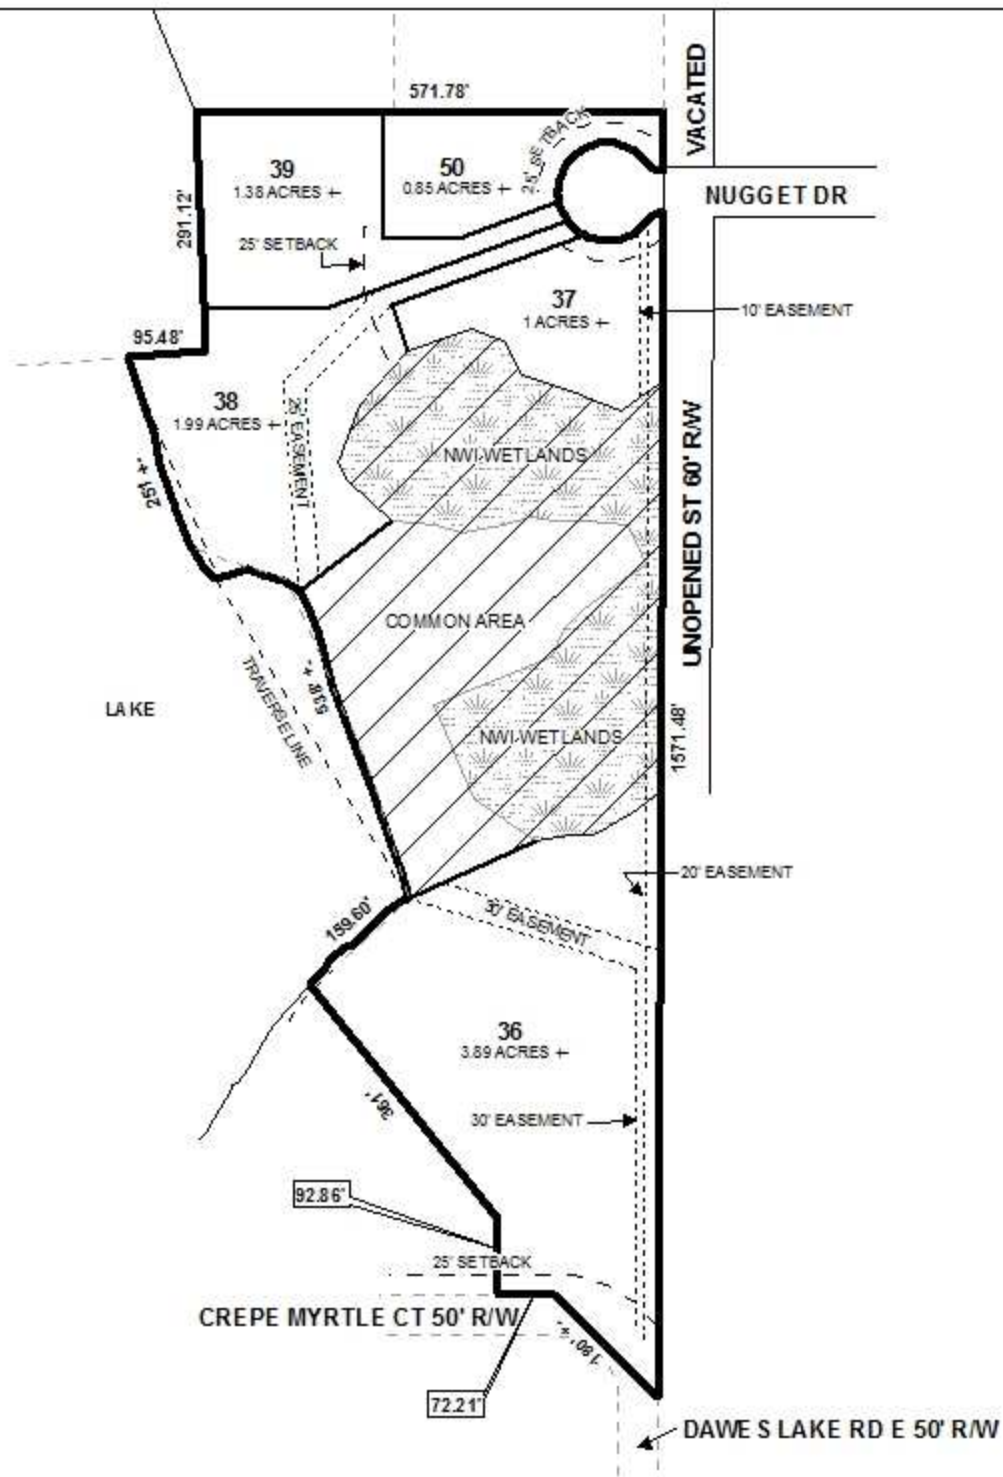 571.78'
VACATED
25' SETBACK
39
1.38 ACRES +-
50
0.85 ACRES +-
NUGGET DR
291.12'
25' SETBACK
37
1 ACRES +-
10' EASEMENT
95.48'
38
1.99 ACRES +-
25' EASEMENT
NWI-WETLANDS
251 +-'
UNOPENED ST 60' R/W
COMMON AREA
TRAVERSE LINE
538' +-'
LAKE
NWI-WETLANDS
1571.48'
20' EASEMENT
159.60'
30' EASEMENT
36
3.89 ACRES +-
361'
30' EASEMENT
92.86'
25' SETBACK
CREPE MYRTLE CT 50' R/W
180' +-'
72.21'
DAWES LAKE RD E 50' R/W